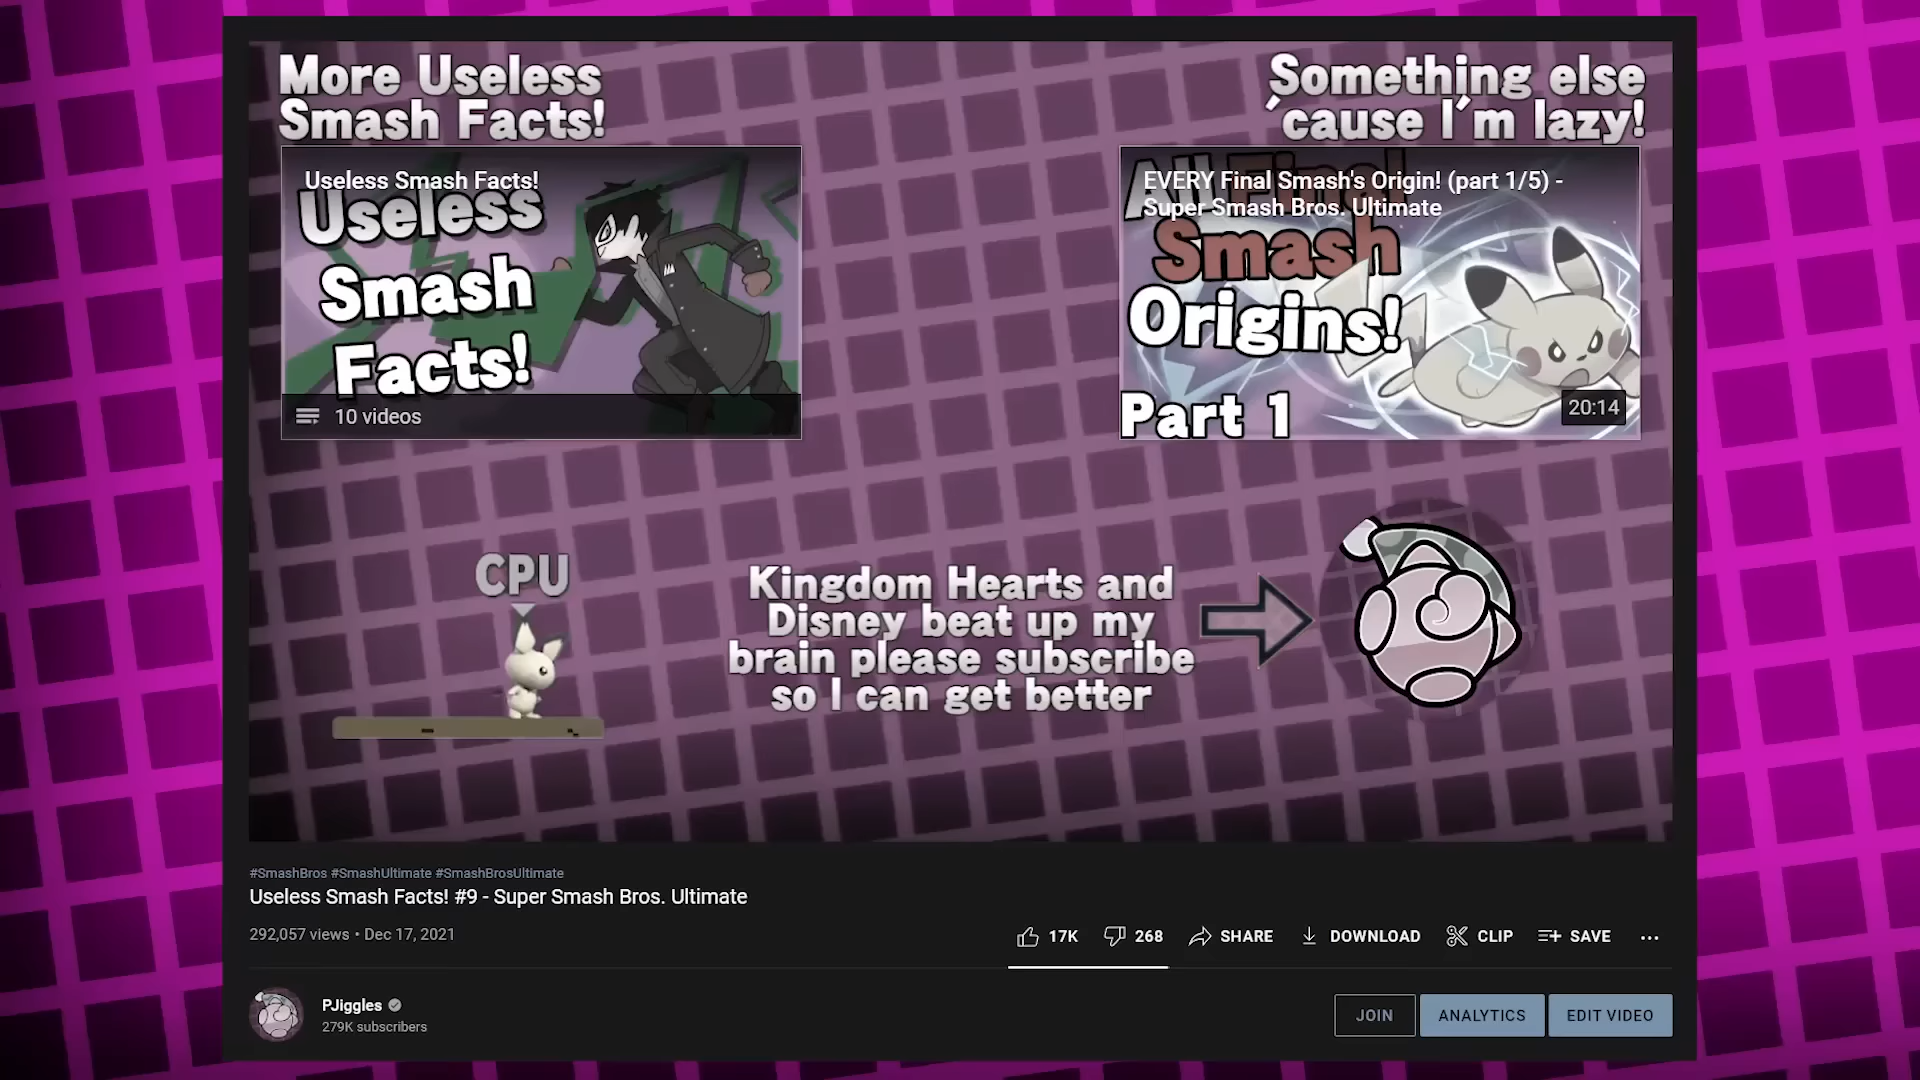 More Useless
Smash Facts!
Something else
'cause I'm lazy!
Useless Smash Facts!
Useless
Smash
Facts!
10 videos
EVERY Final Smash's Origin! (part 1/5) -
Super Smash Bros. Ultimate
All Final
Smash
Origins!
Part 1
20:14
CPU
Kingdom Hearts and
Disney beat up my
brain please subscribe
so I can get better
#SmashBros #SmashUltimate #SmashBrosUltimate
Useless Smash Facts! #9 - Super Smash Bros. Ultimate
292,057 views • Dec 17, 2021
17K
268
SHARE
DOWNLOAD
CLIP
SAVE
PJiggles
279K subscribers
JOIN
ANALYTICS
EDIT VIDEO